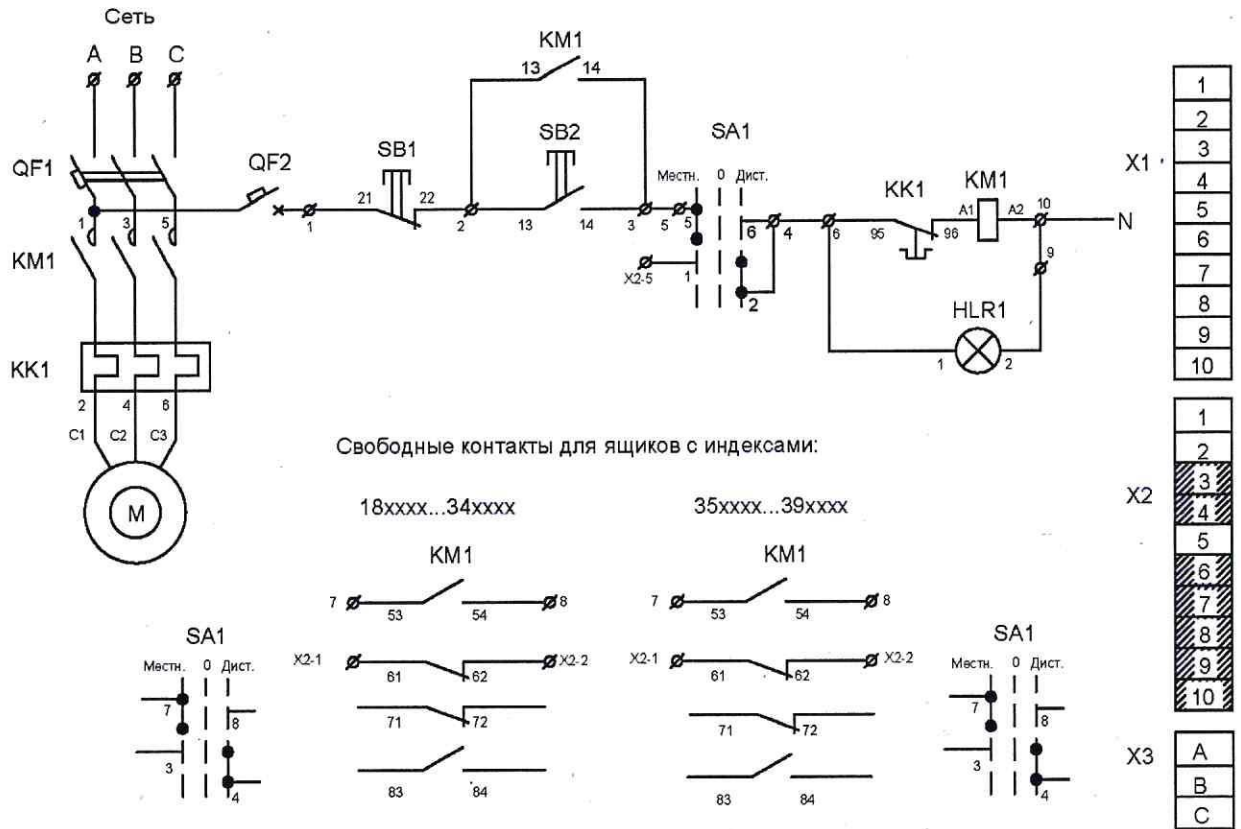 Сеть
A B C
QF1
1 3 5
KM1
KK1
2 4 6
C1 C2 C3
M
QF2
1
SB1
21 22
2
KM1
13 14
SB2
13 14
3 5 5
SA1
Местн. 0 Дист.
6 4
X2-5 1
2
6
KK1
95 96
KM1
A1 A2
10
N
9
HLR1
1 2
Свободные контакты для ящиков с индексами:
18xxxx...34xxxx
KM1
7 53 54 8
X2-1 61 62 X2-2
71 72
83 84
SA1
Местн. 0 Дист.
7 8
3 4
35xxxx...39xxxx
KM1
7 53 54 8
X2-1 61 62 X2-2
71 72
83 84
SA1
Местн. 0 Дист.
7 8
3 4
X1
1
2
3
4
5
6
7
8
9
10
X2
1
2
3
4
5
6
7
8
9
10
X3
A
B
C